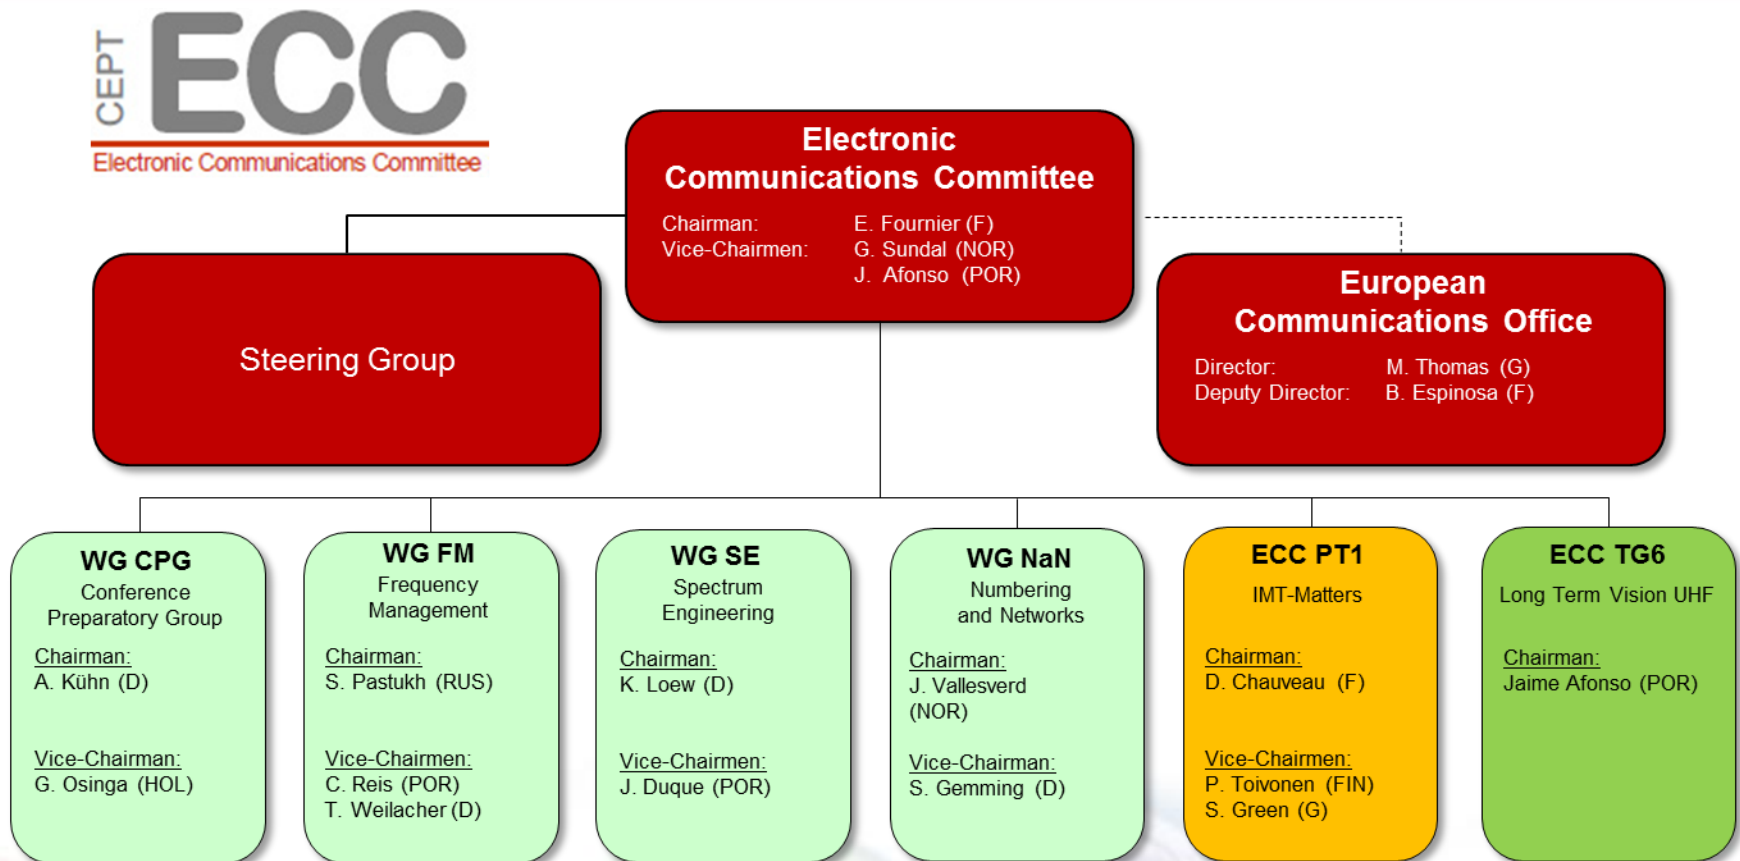 CEPT
ECC
Electronic Communications Committee
Electronic
Communications Committee
Chairman: E. Fournier (F)
Vice-Chairmen: G. Sundal (NOR)
J. Afonso (POR)
Steering Group
European
Communications Office
Director: M. Thomas (G)
Deputy Director: B. Espinosa (F)
WG CPG
Conference
Preparatory Group
Chairman:
A. Kühn (D)
Vice-Chairman:
G. Osinga (HOL)
WG FM
Frequency
Management
Chairman:
S. Pastukh (RUS)
Vice-Chairmen:
C. Reis (POR)
T. Weilacher (D)
WG SE
Spectrum
Engineering
Chairman:
K. Loew (D)
Vice-Chairmen:
J. Duque (POR)
WG NaN
Numbering
and Networks
Chairman:
J. Vallesverd
(NOR)
Vice-Chairman:
S. Gemming (D)
ECC PT1
IMT-Matters
Chairman:
D. Chauveau (F)
Vice-Chairmen:
P. Toivonen (FIN)
S. Green (G)
ECC TG6
Long Term Vision UHF
Chairman:
Jaime Afonso (POR)